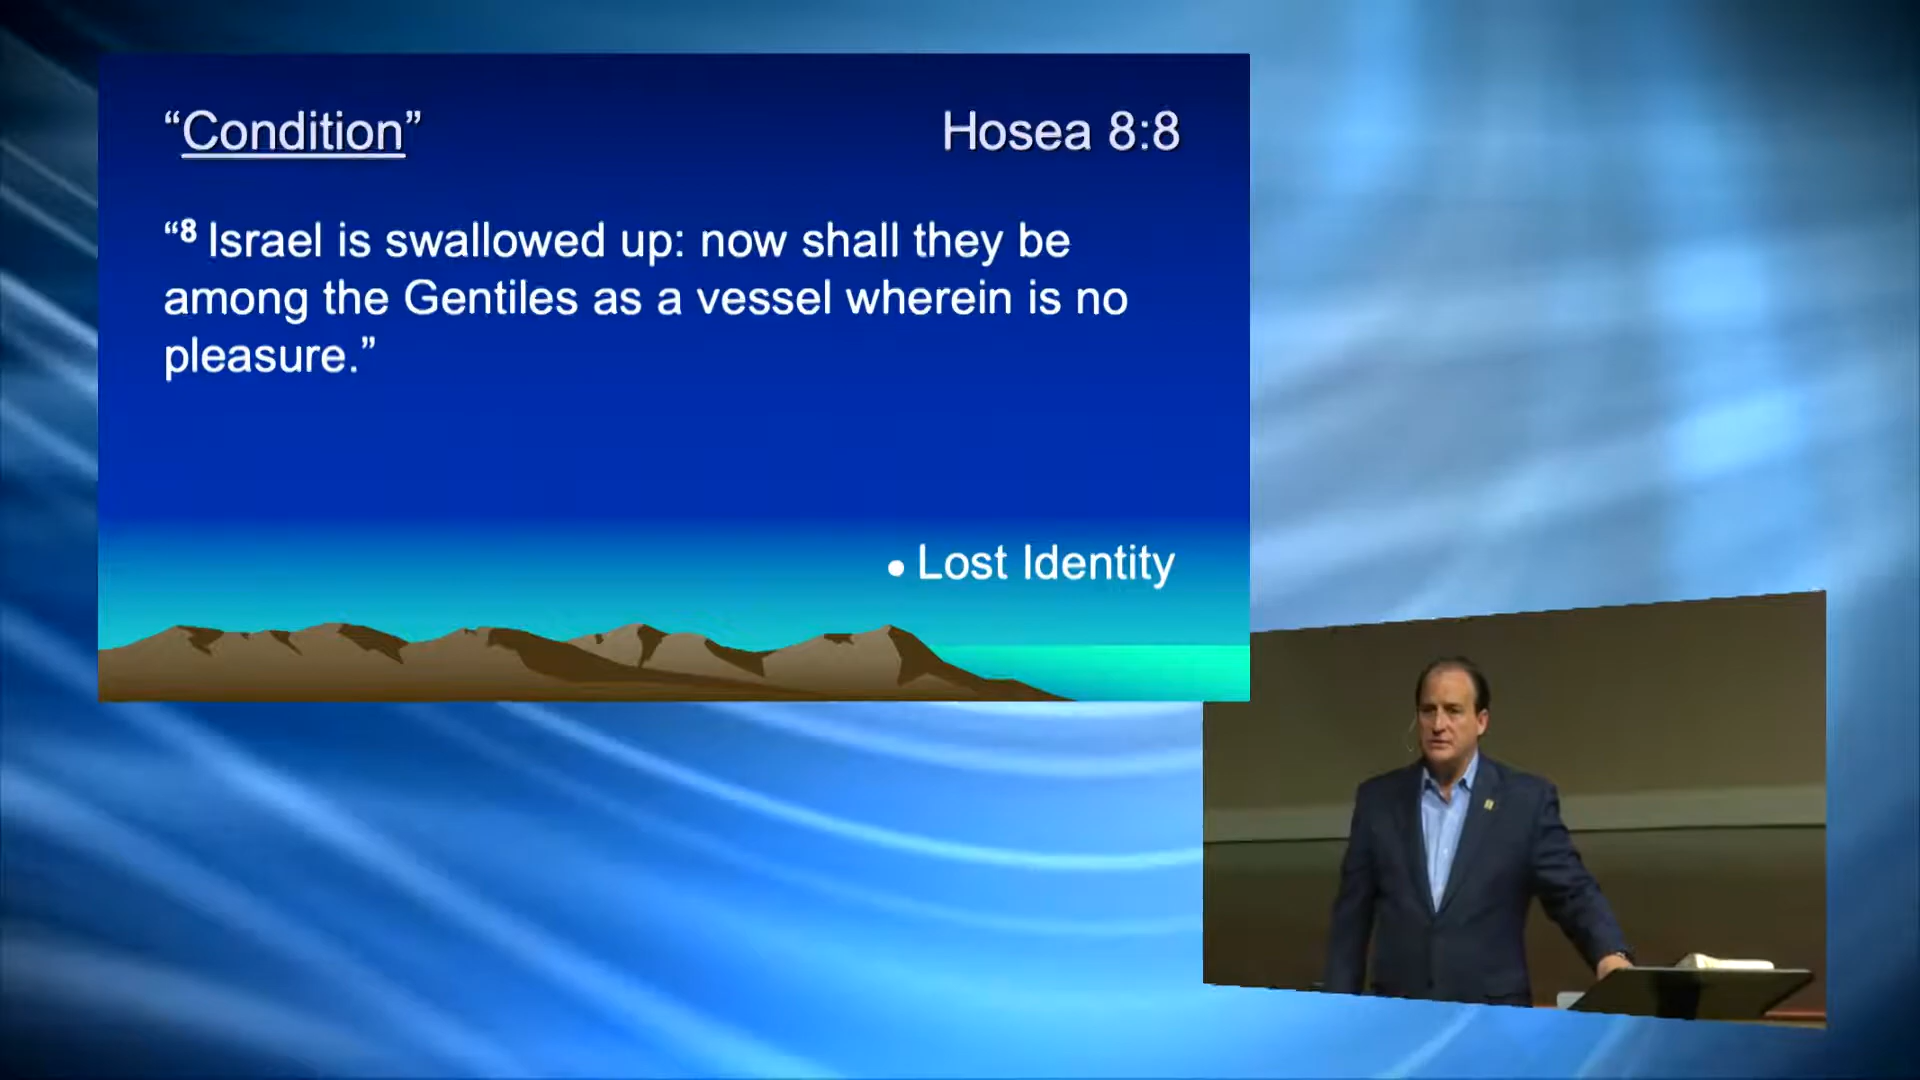 “Condition”
Hosea 8:8
“⁸ Israel is swallowed up: now shall they be
among the Gentiles as a vessel wherein is no
pleasure.”
• Lost Identity